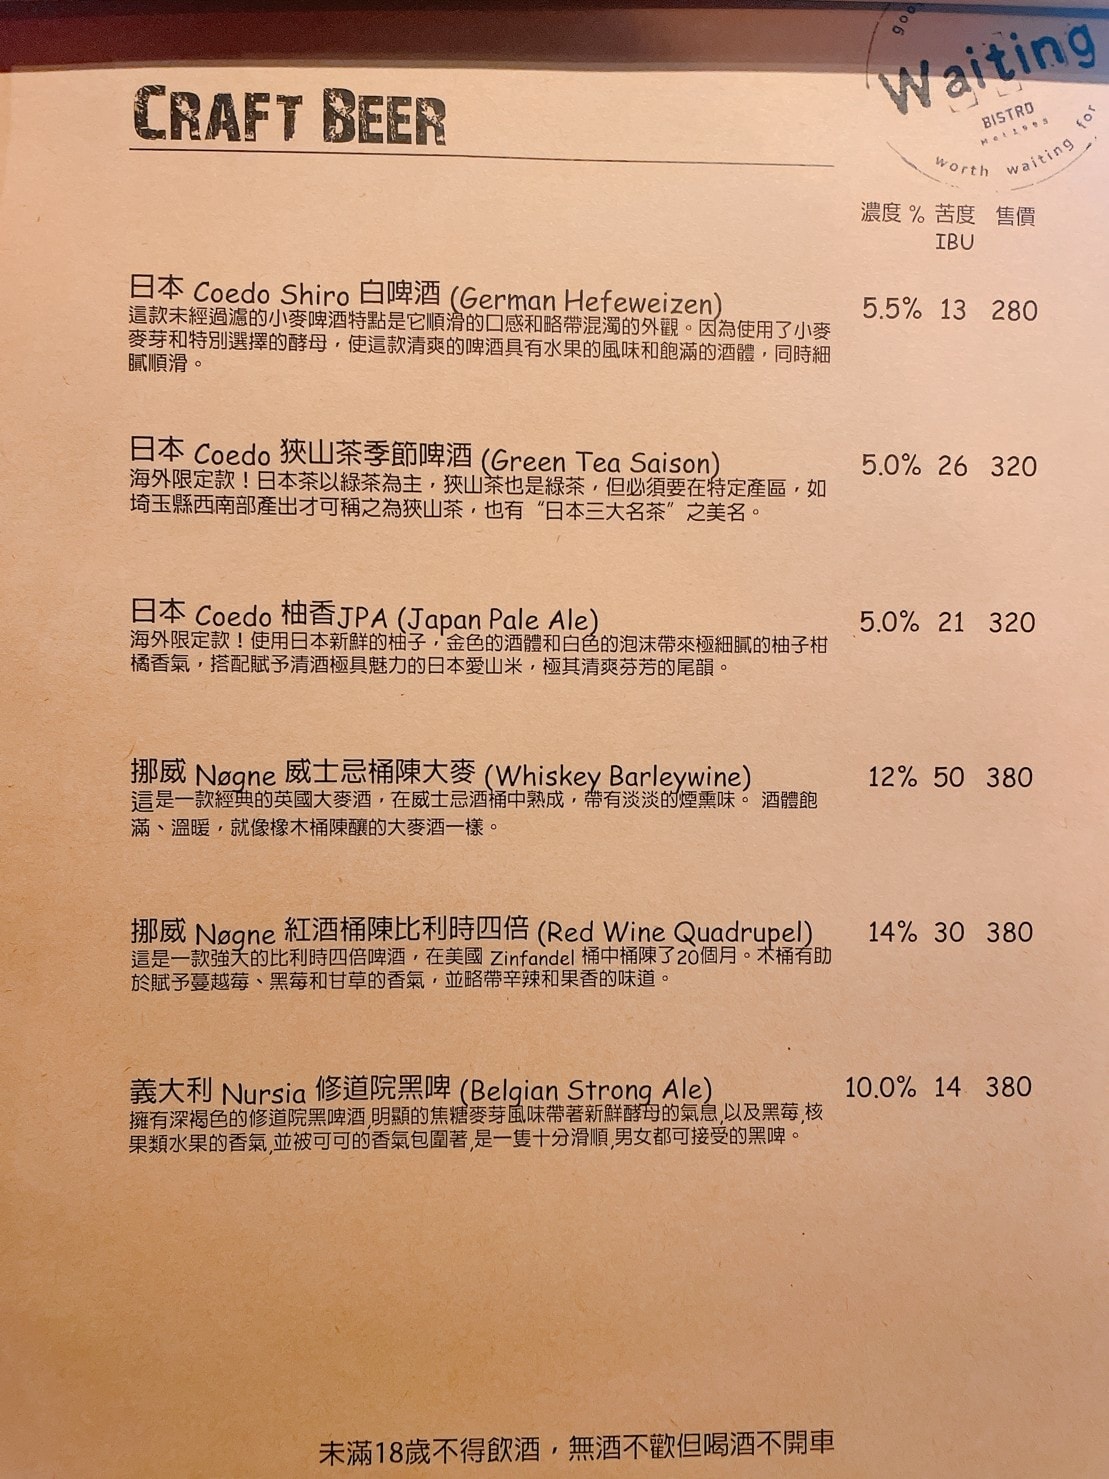 CRAFT BEER
good
Waiting
BISTRO
worth waiting for
濃度 % 苦度 售價
IBU
日本 Coedo Shiro 白啤酒 (German Hefeweizen) 5.5% 13 280
這款未經過濾的小麥啤酒特點是它順滑的口感和略帶混濁的外觀。因為使用了小麥
麥芽和特別選擇的酵母，使這款清爽的啤酒具有水果的風味和飽滿的酒體，同時細
膩順滑。
日本 Coedo 狹山茶季節啤酒 (Green Tea Saison) 5.0% 26 320
海外限定款！日本茶以綠茶為主，狹山茶也是綠茶，但必須要在特定產區，如
埼玉縣西南部產出才可稱之為狹山茶，也有“日本三大名茶”之美名。
日本 Coedo 柚香JPA (Japan Pale Ale) 5.0% 21 320
海外限定款！使用日本新鮮的柚子，金色的酒體和白色的泡沫帶來極細膩的柚子柑
橘香氣，搭配賦予清酒極具魅力的日本愛山米，極其清爽芬芳的尾韻。
挪威 Nøgne 威士忌桶陳大麥 (Whiskey Barleywine) 12% 50 380
這是一款經典的英國大麥酒，在威士忌酒桶中熟成，帶有淡淡的煙熏味。 酒體飽
滿、溫暖，就像橡木桶陳釀的大麥酒一樣。
挪威 Nøgne 紅酒桶陳比利時四倍 (Red Wine Quadrupel) 14% 30 380
這是一款強大的比利時四倍啤酒，在美國 Zinfandel 桶中桶陳了20個月。木桶有助
於賦予蔓越莓、黑莓和甘草的香氣，並略帶辛辣和果香的味道。
義大利 Nursia 修道院黑啤 (Belgian Strong Ale) 10.0% 14 380
擁有深褐色的修道院黑啤酒,明顯的焦糖麥芽風味帶著新鮮酵母的氣息,以及黑莓,核
果類水果的香氣,並被可可的香氣包圍著,是一隻十分滑順,男女都可接受的黑啤。
未滿18歲不得飲酒，無酒不歡但喝酒不開車